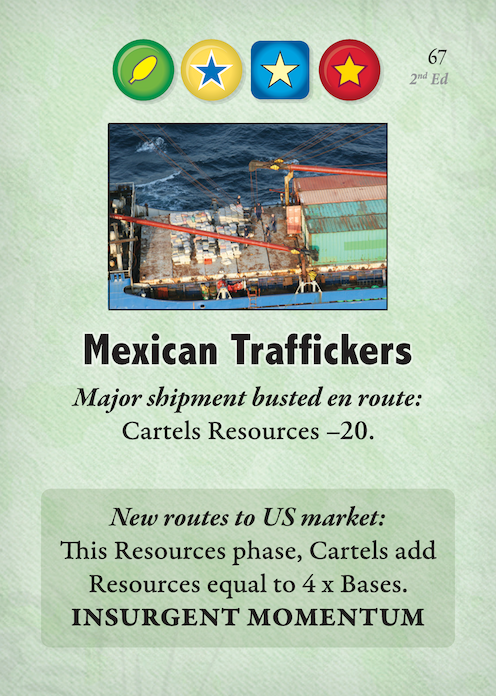 67
2nd Ed
Mexican Traffickers
Major shipment busted en route:
Cartels Resources –20.
New routes to US market:
This Resources phase, Cartels add
Resources equal to 4 x Bases.
INSURGENT MOMENTUM